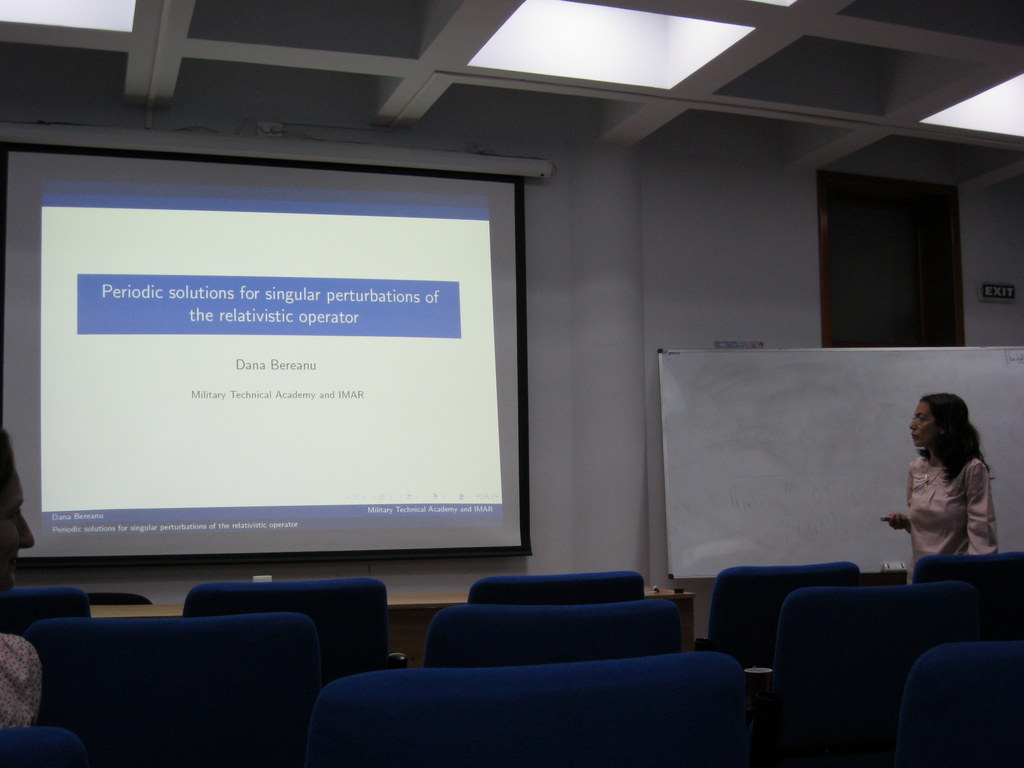 Periodic solutions for singular perturbations of
the relativistic operator
Dana Bereanu
Military Technical Academy and IMAR
Dana Bereanu
Military Technical Academy and IMAR
Periodic solutions for singular perturbations of the relativistic operator
EXIT